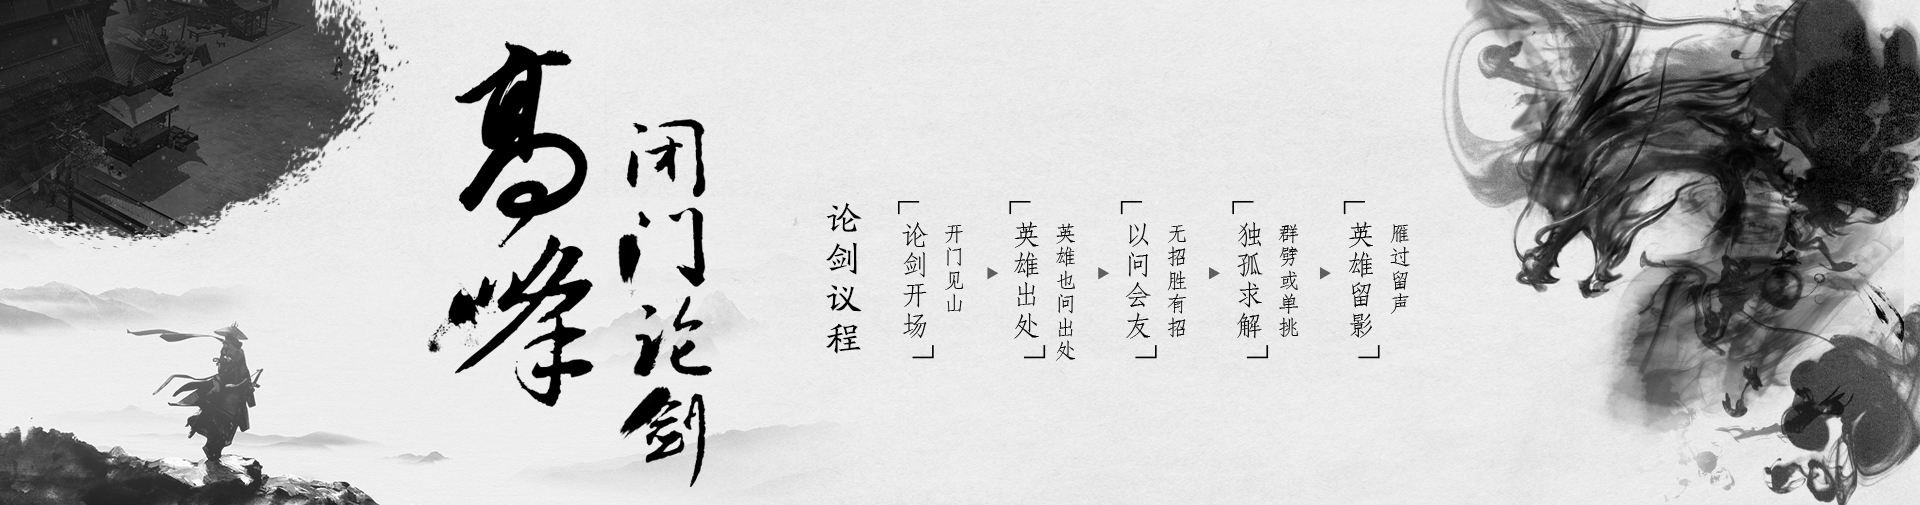 高峰
闭门论剑
论剑议程
论剑开场
开门见山
英雄出处
英雄也问出处
以问会友
无招胜有招
独孤求解
群劈或单挑
英雄留影
雁过留声